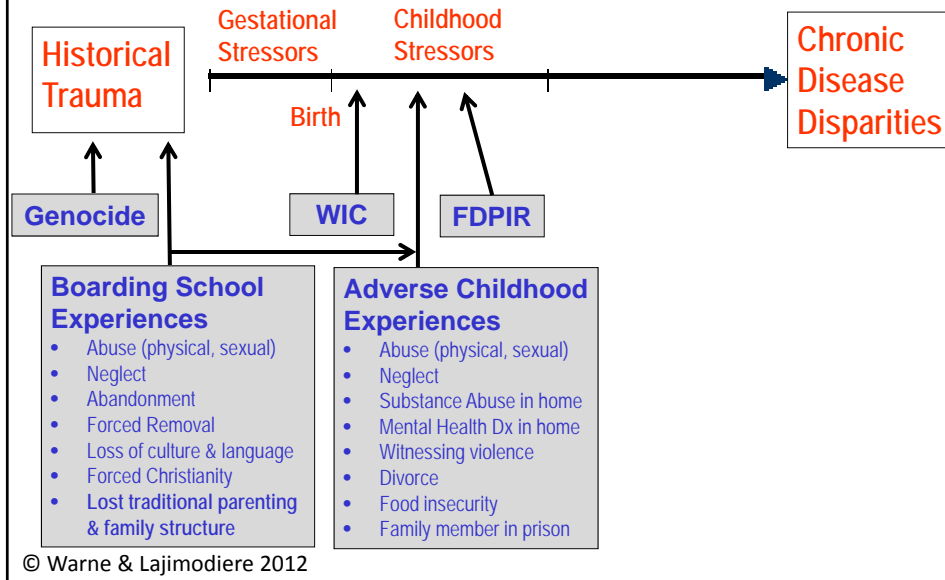 Historical
Trauma
Gestational
Stressors
Childhood
Stressors
Birth
Chronic
Disease
Disparities
Genocide
WIC
FDPIR
Boarding School
Experiences
• Abuse (physical, sexual)
• Neglect
• Abandonment
• Forced Removal
• Loss of culture & language
• Forced Christianity
• Lost traditional parenting
& family structure
Adverse Childhood
Experiences
• Abuse (physical, sexual)
• Neglect
• Substance Abuse in home
• Mental Health Dx in home
• Witnessing violence
• Divorce
• Food insecurity
• Family member in prison
© Warne & Lajimodiere 2012